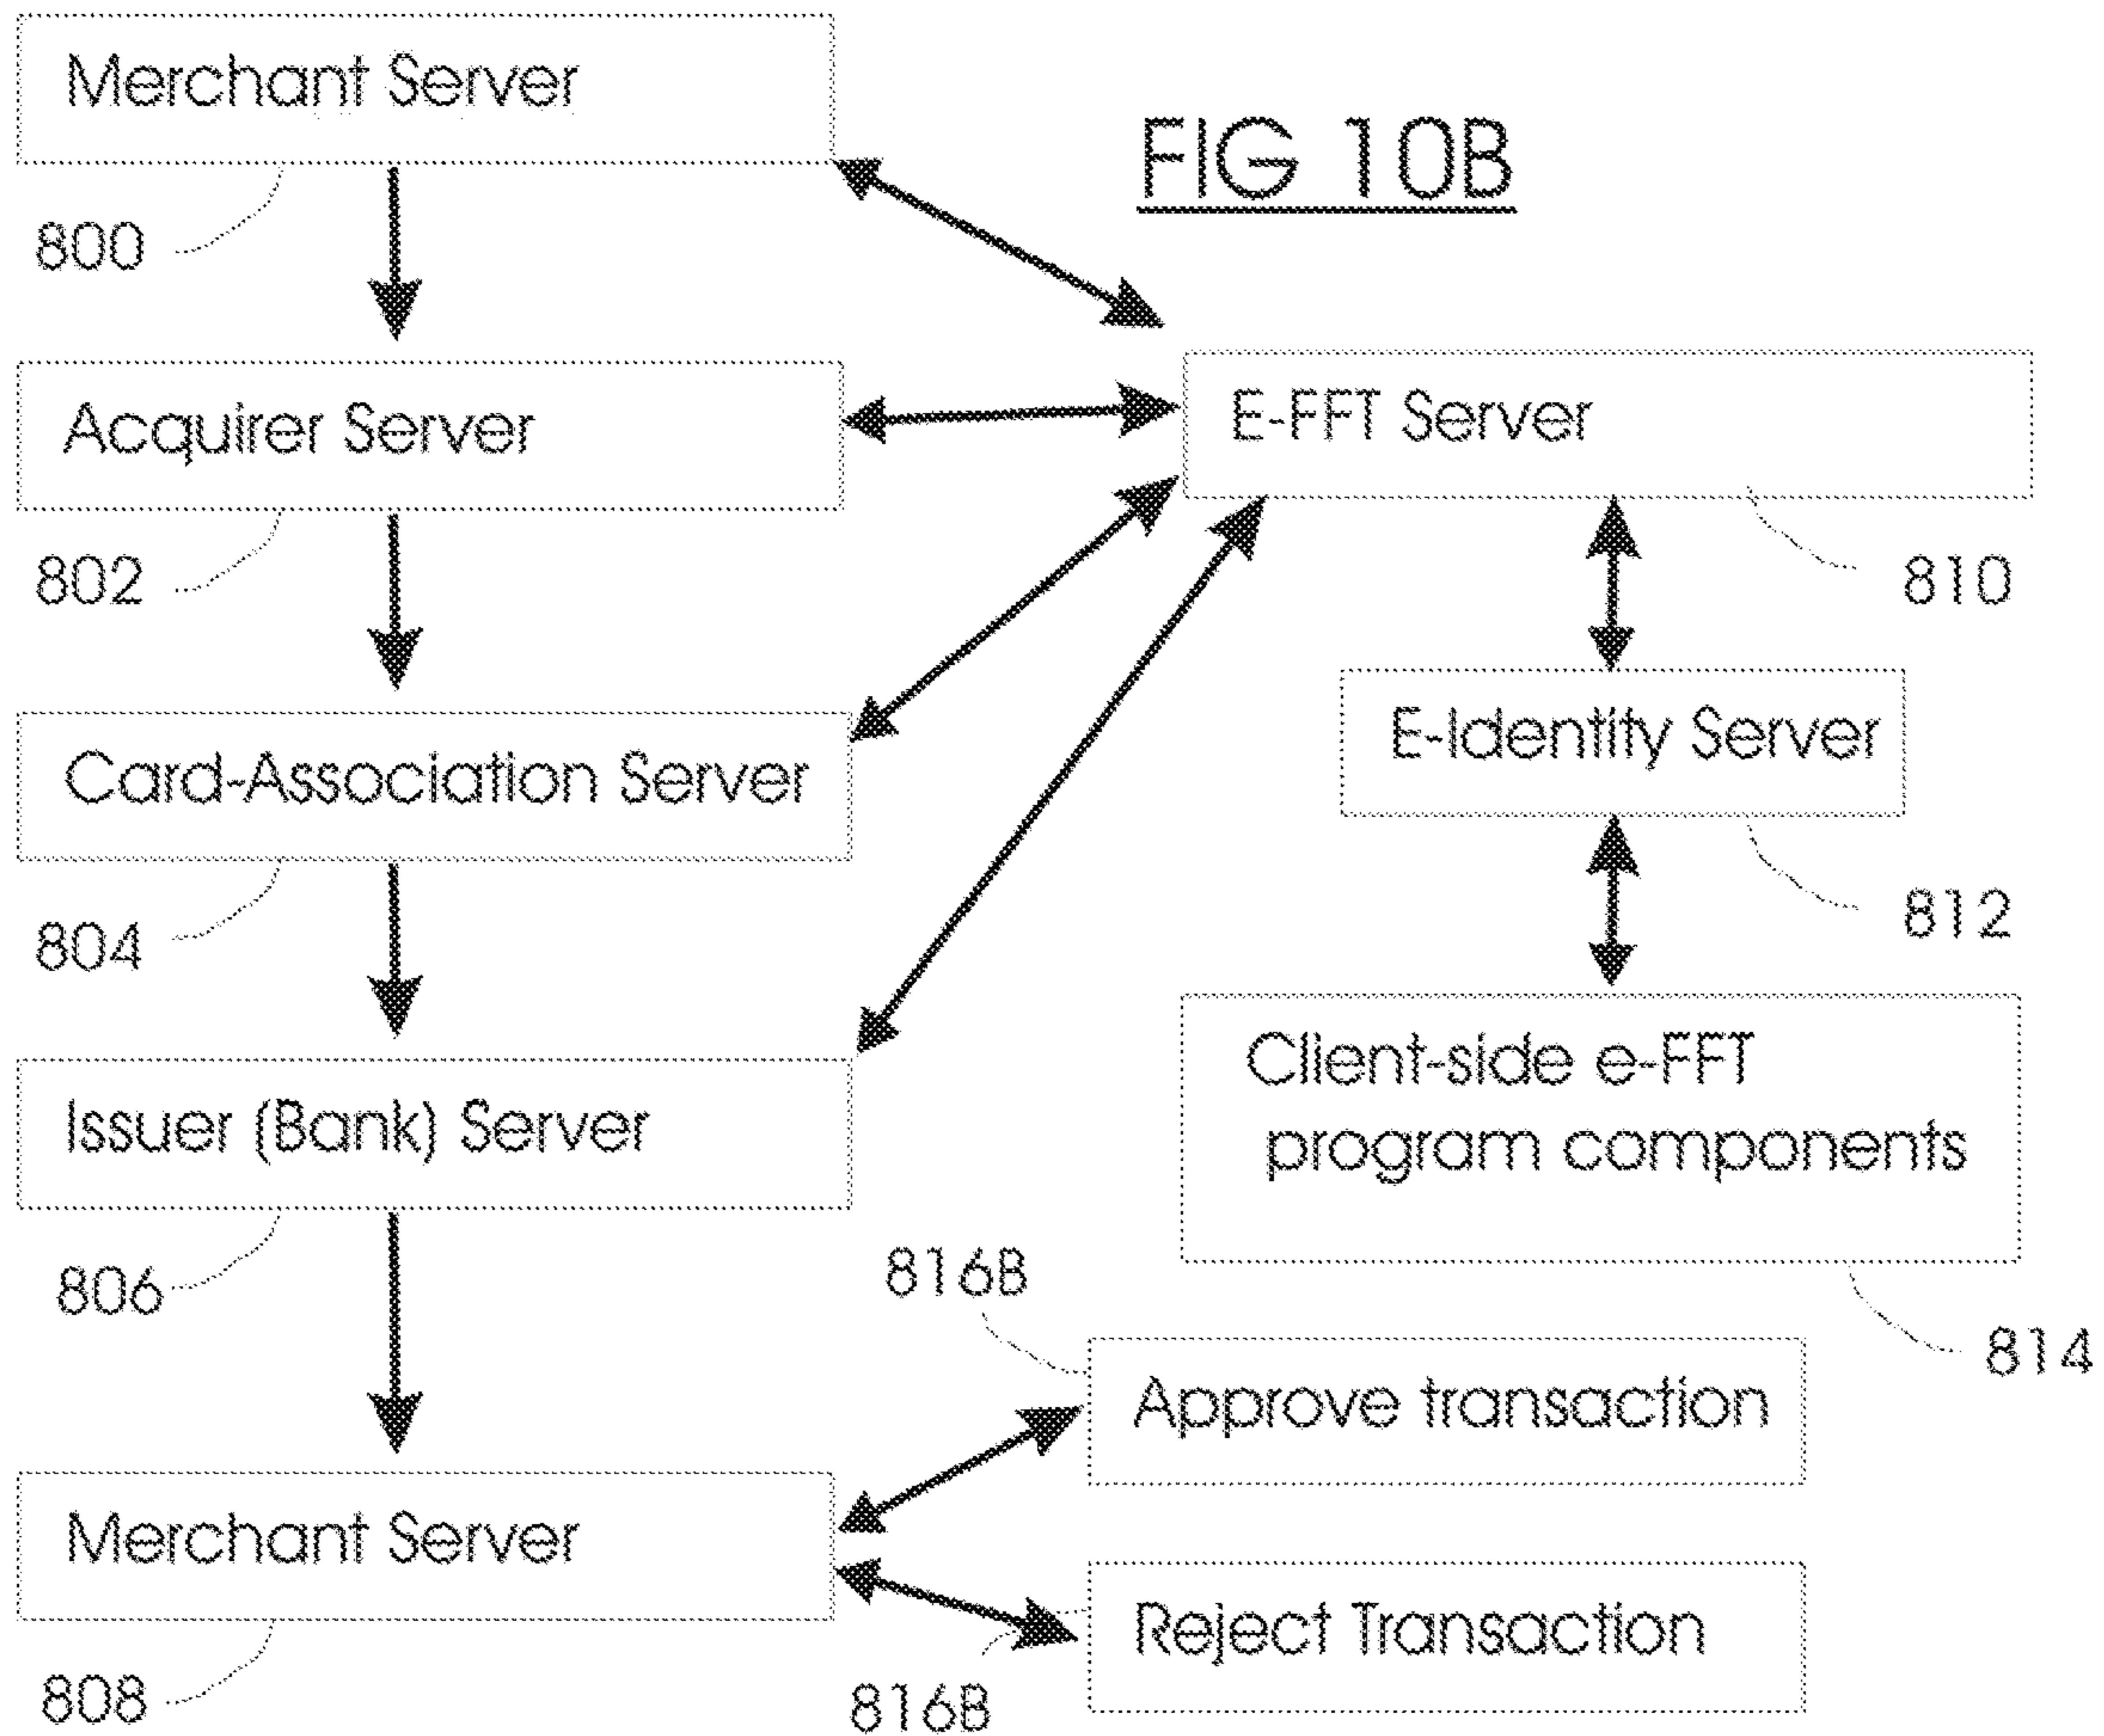 Merchant Server
FIG 10B
800
Acquirer Server
E-FFT Server
802
810
Card-Association Server
E-Identity Server
804
812
Issuer (Bank) Server
Client-side e-FFT
program components
806
816B
814
Approve transaction
Merchant Server
Reject Transaction
808
816B